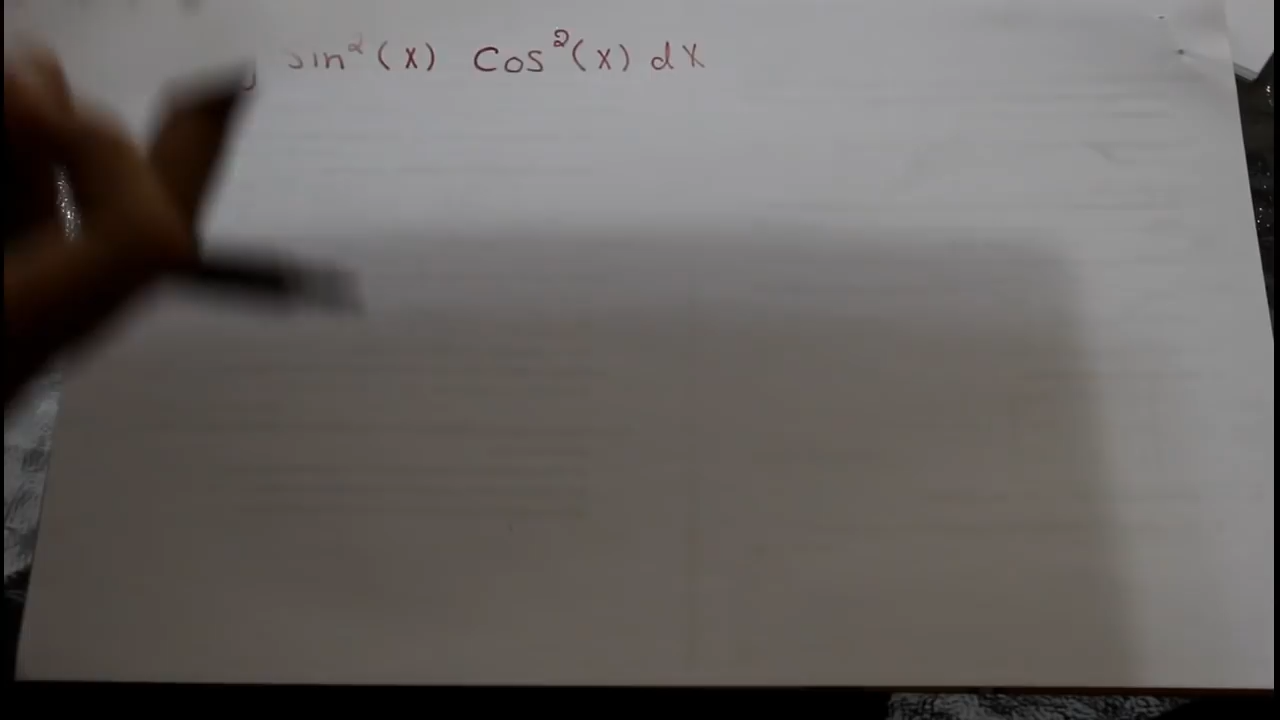 ∫ sin²(x) cos²(x) dx